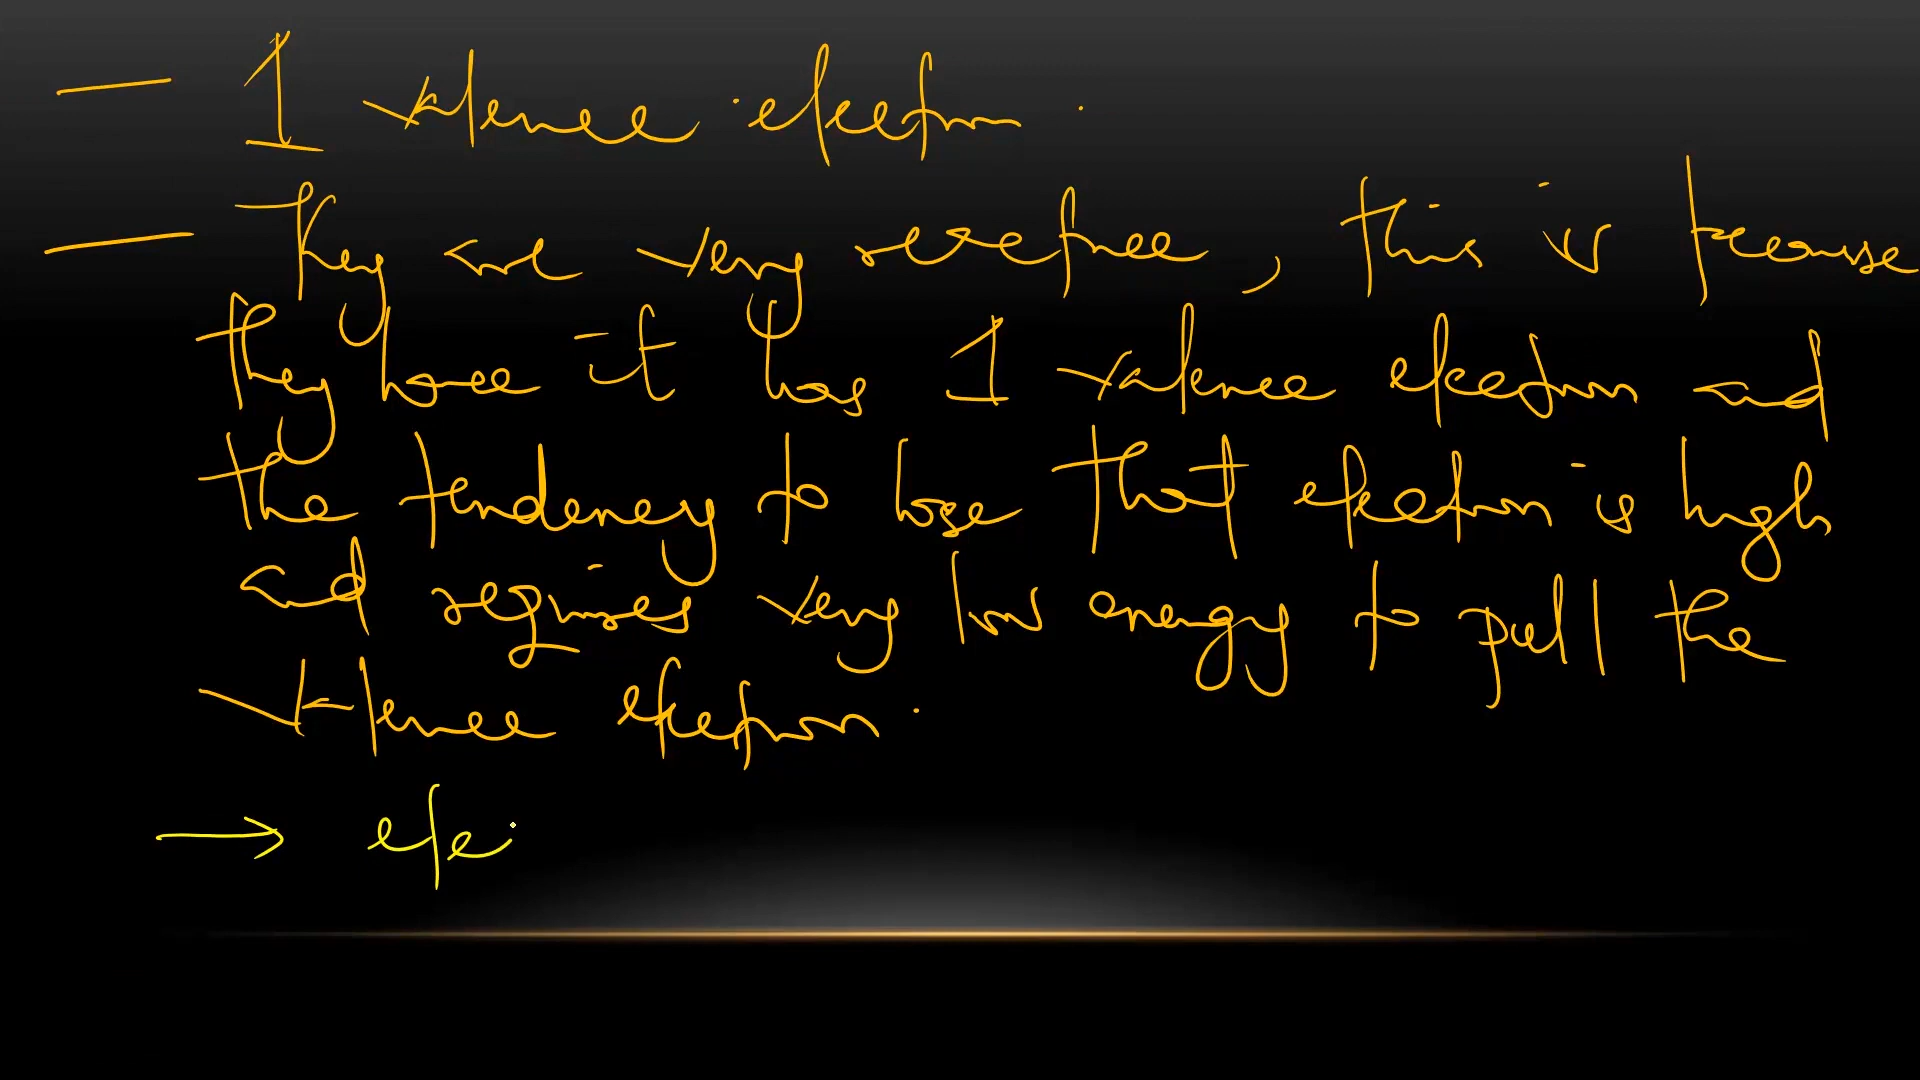 — 1 valence electron.
— They are very reactive, this is because
they have it has 1 valence electron and
the tendency to lose that electron is high
and requires very low energy to pull the
valence electron.
→ ele